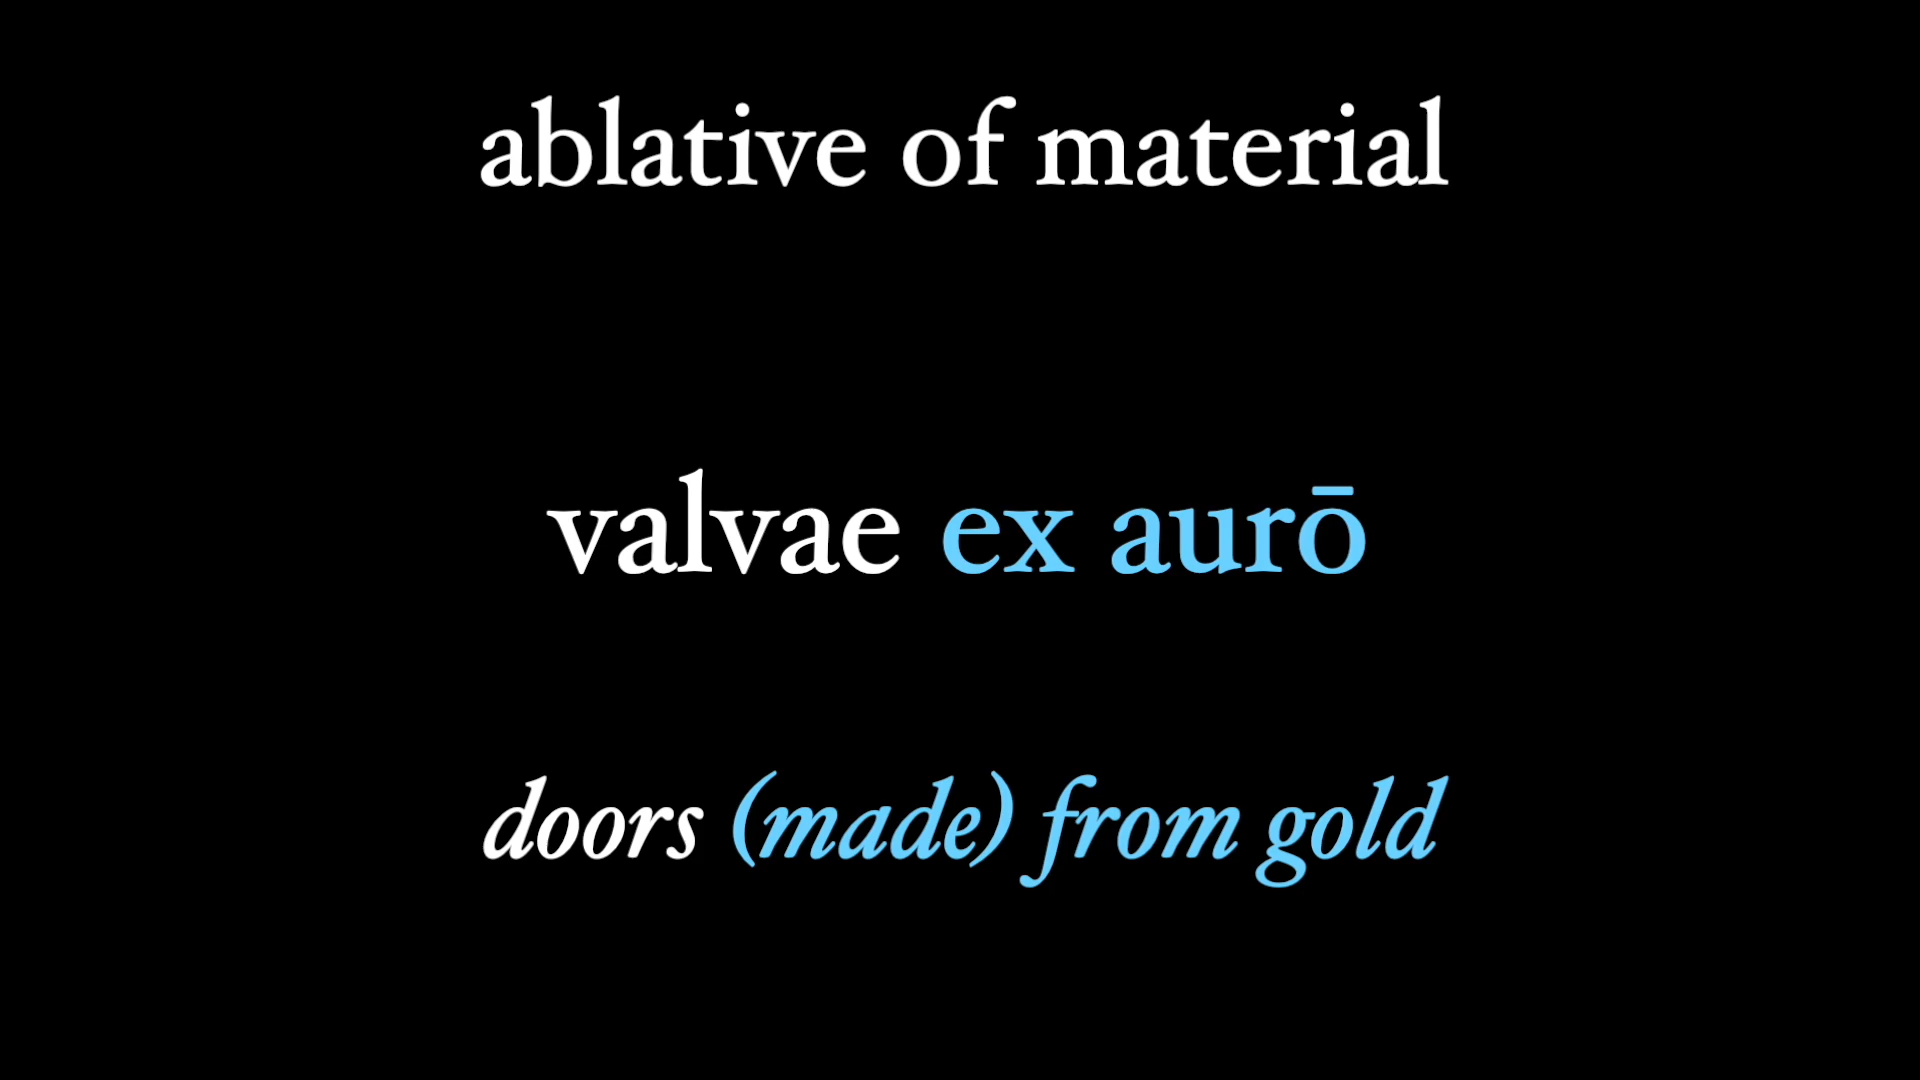 ablative of material
valvae ex aurō
doors (made) from gold